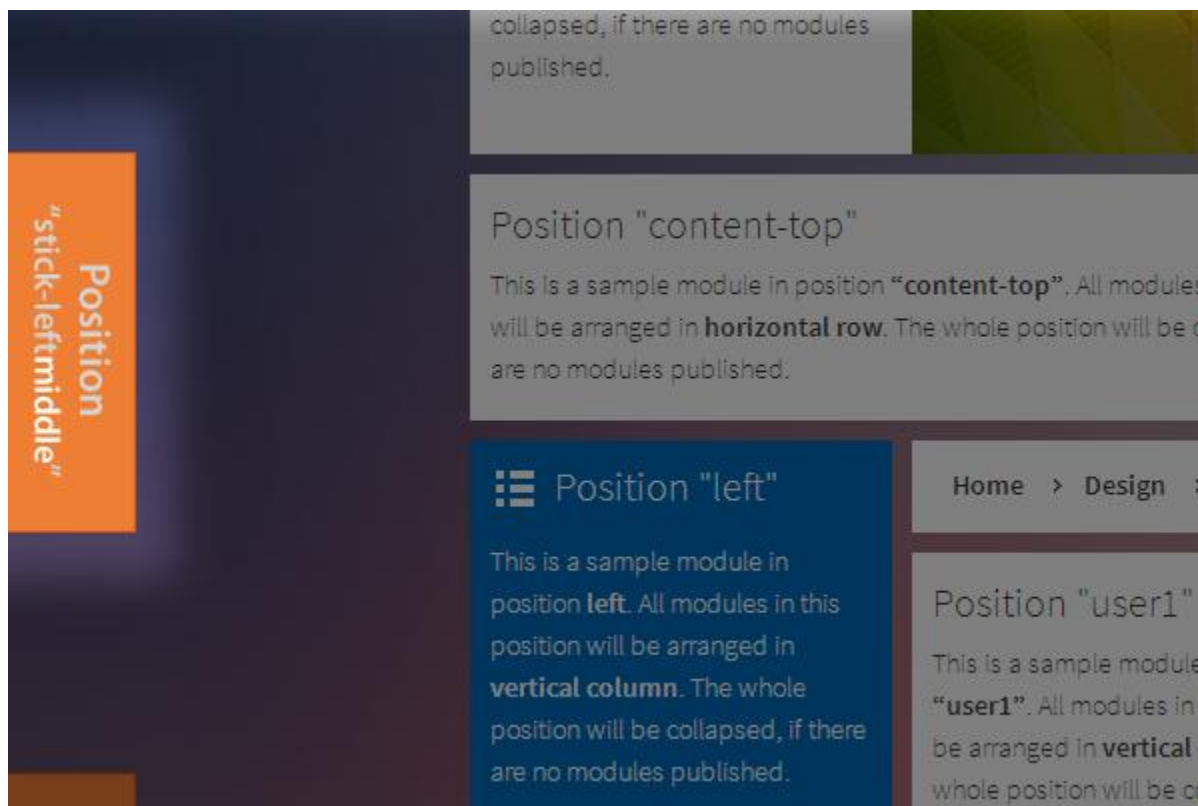 collapsed, if there are no modules
published.
Position
“stick-leftmiddle”
Position "content-top"
This is a sample module in position “content-top”. All modules
will be arranged in horizontal row. The whole position will be
are no modules published.
Position "left"
This is a sample module in
position left. All modules in this
position will be arranged in
vertical column. The whole
position will be collapsed, if there
are no modules published.
Home > Design >
Position "user1"
This is a sample module
“user1”. All modules in
be arranged in vertical
whole position will be